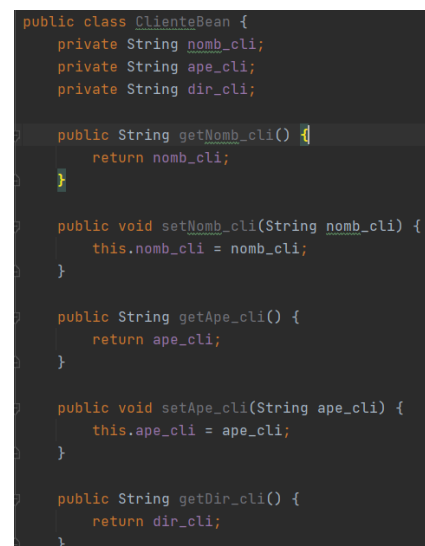 public class ClienteBean {
private String nomb_cli;
private String ape_cli;
private String dir_cli;
public String getNomb_cli() {
return nomb_cli;
}
public void setNomb_cli(String nomb_cli) {
this.nomb_cli = nomb_cli;
}
public String getApe_cli() {
return ape_cli;
}
public void setApe_cli(String ape_cli) {
this.ape_cli = ape_cli;
}
public String getDir_cli() {
return dir_cli;
}